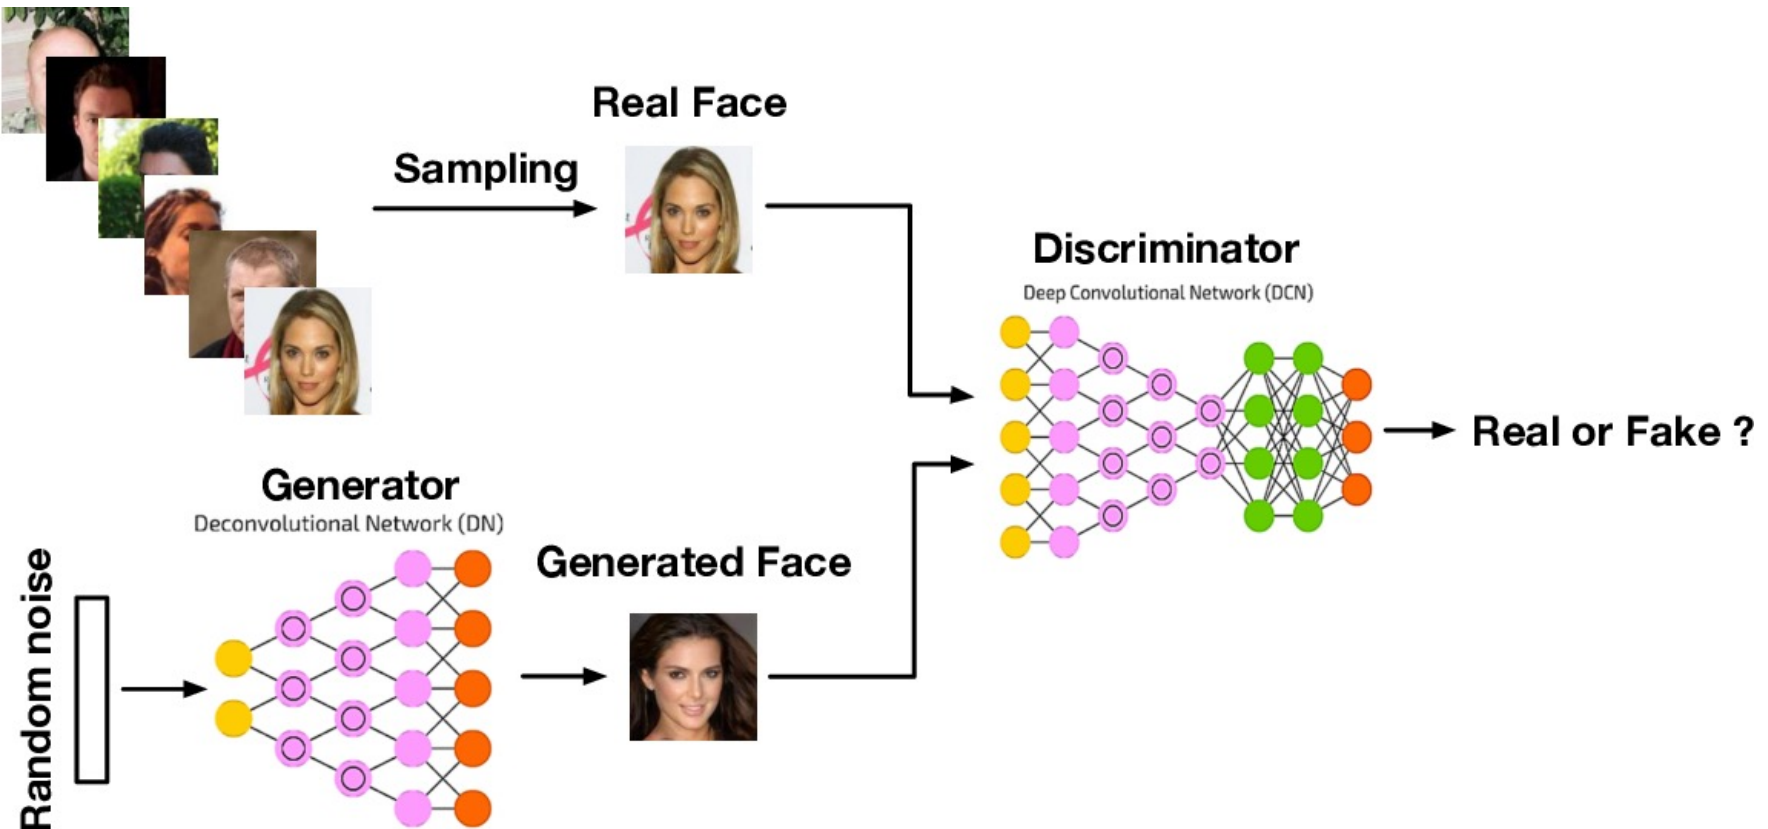 Real Face
Sampling
Discriminator
Deep Convolutional Network (DCN)
Real or Fake ?
Generator
Deconvolutional Network (DN)
Generated Face
Random noise